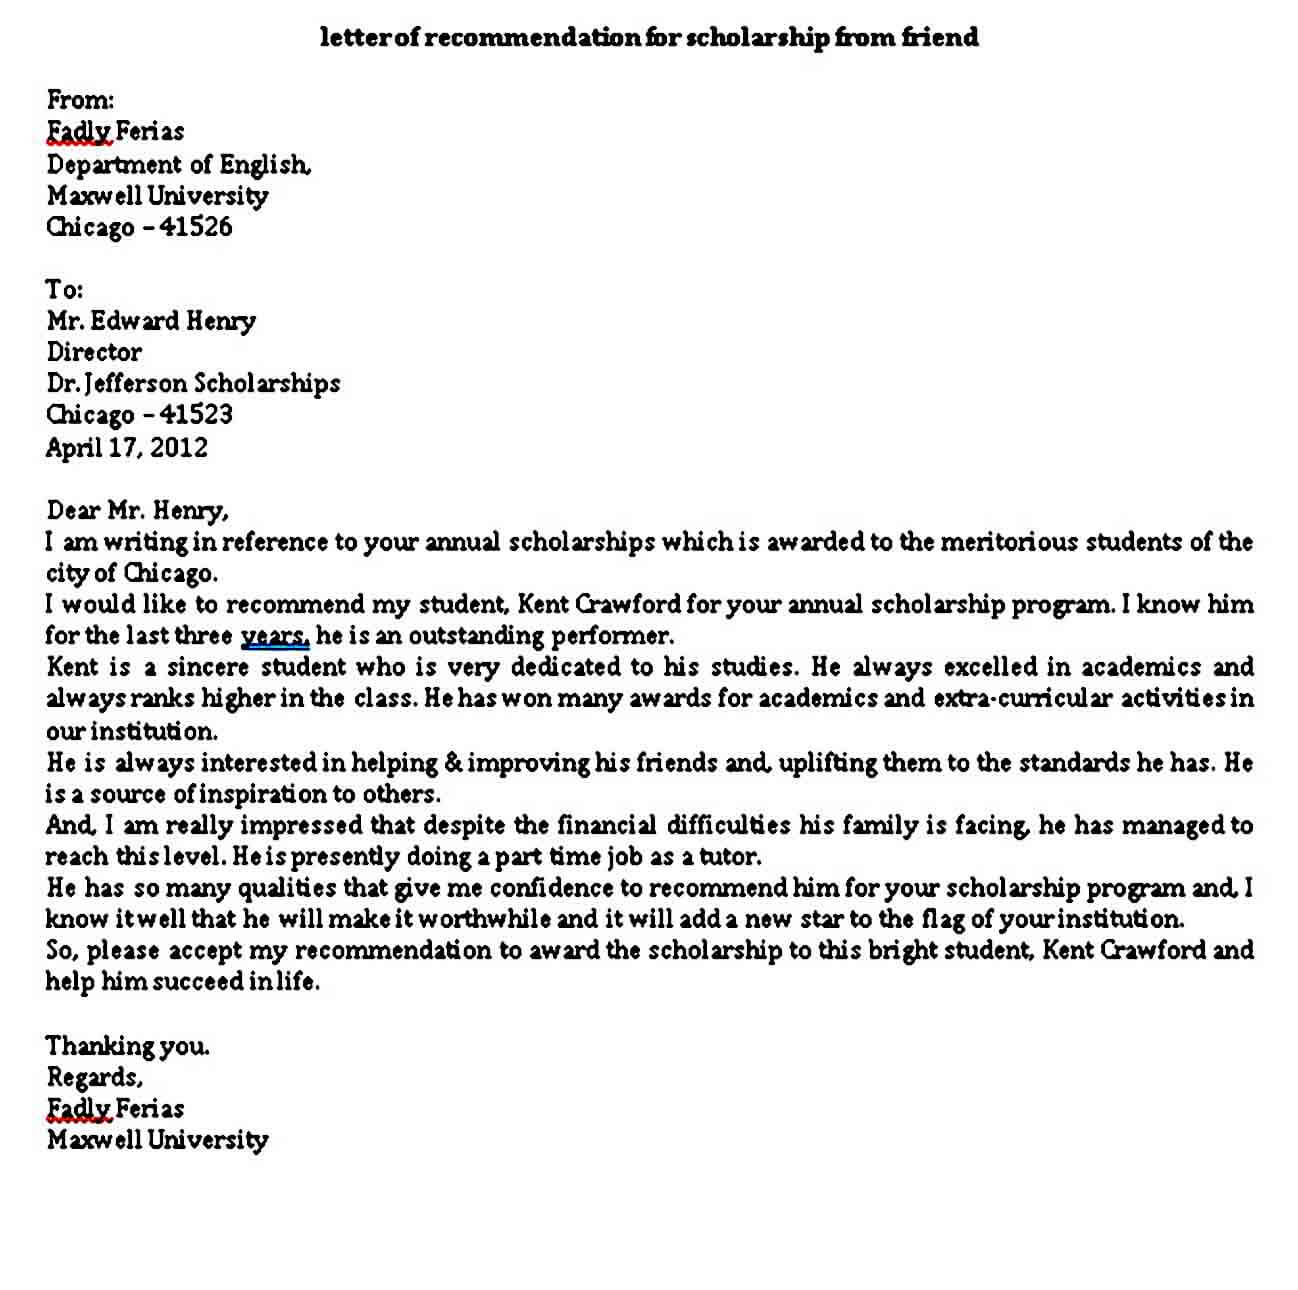 letter of recommendation for scholarship from friend
From:
Fadly Ferias
Department of English,
Maxwell University
Chicago – 41526
To:
Mr. Edward Henry
Director
Dr. Jefferson Scholarships
Chicago – 41523
April 17, 2012
Dear Mr. Henry,
I am writing in reference to your annual scholarships which is awarded to the meritorious students of the
city of Chicago.
I would like to recommend my student, Kent Crawford for your annual scholarship program. I know him
for the last three years, he is an outstanding performer.
Kent is a sincere student who is very dedicated to his studies. He always excelled in academics and
always ranks higher in the class. He has won many awards for academics and extra-curricular activities in
our institution.
He is always interested in helping & improving his friends and, uplifting them to the standards he has. He
is a source of inspiration to others.
And, I am really impressed that despite the financial difficulties his family is facing, he has managed to
reach this level. He is presently doing a part time job as a tutor.
He has so many qualities that give me confidence to recommend him for your scholarship program and, I
know it well that he will make it worthwhile and it will add a new star to the flag of your institution.
So, please accept my recommendation to award the scholarship to this bright student, Kent Crawford and
help him succeed in life.
Thanking you.
Regards,
Fadly Ferias
Maxwell University